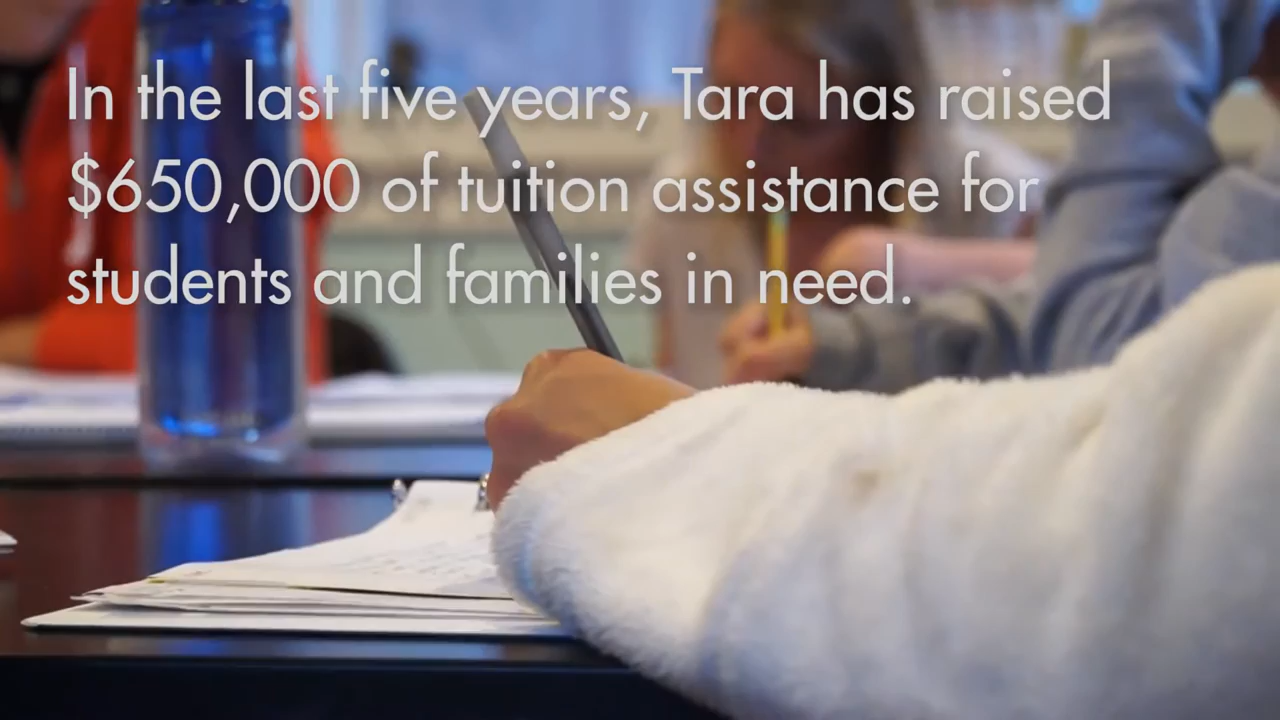 In the last five years, Tara has raised
$650,000 of tuition assistance for
students and families in need.